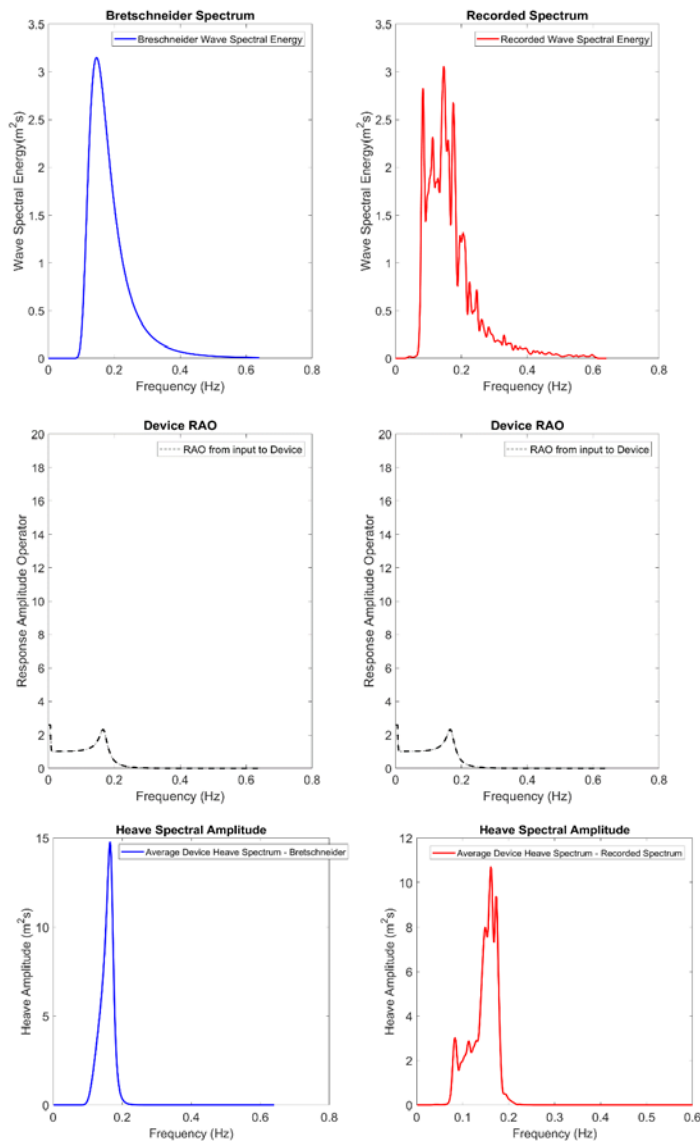 Bretschneider Spectrum
Breschneider Wave Spectral Energy
Wave Spectral Energy(m²s)
3.5
3
2.5
2
1.5
1
0.5
0
0 0.2 0.4 0.6 0.8
Frequency (Hz)
Recorded Spectrum
Recorded Wave Spectral Energy
Wave Spectral Energy(m²s)
3.5
3
2.5
2
1.5
1
0.5
0
0 0.2 0.4 0.6 0.8
Frequency (Hz)
Device RAO
RAO from input to Device
Response Amplitude Operator
20
18
16
14
12
10
8
6
4
2
0
0 0.2 0.4 0.6 0.8
Frequency (Hz)
Device RAO
RAO from input to Device
Response Amplitude Operator
20
18
16
14
12
10
8
6
4
2
0
0 0.2 0.4 0.6 0.8
Frequency (Hz)
Heave Spectral Amplitude
Average Device Heave Spectrum - Bretschneider
Heave Amplitude (m²s)
15
10
5
0
0 0.2 0.4 0.6 0.8
Frequency (Hz)
Heave Spectral Amplitude
Average Device Heave Spectrum - Recorded Spectrum
Heave Amplitude (m²s)
12
10
8
6
4
2
0
0 0.1 0.2 0.3 0.4 0.5 0.6
Frequency (Hz)